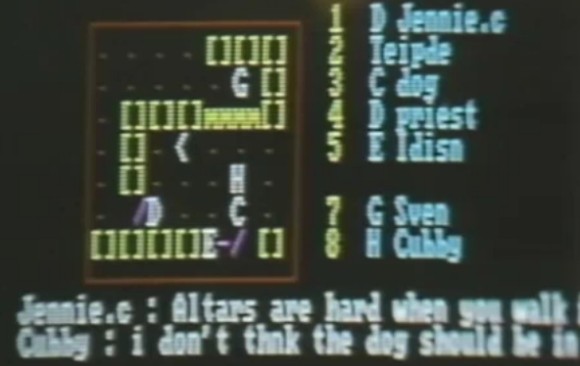 - - - - [][][]
- - - - - G []
- [][][] []
- [] - <
- [] - - - H -
- /D - - C -
[][][][]E-/ []
1 D Jennie.c
2 Teipde
3 C dog
4 D priest
5 E ldisn
7 G Sven
8 H Cubby
Jennie.c : Altars are hard when you walk
Cubby : i don't thnk the dog should be in